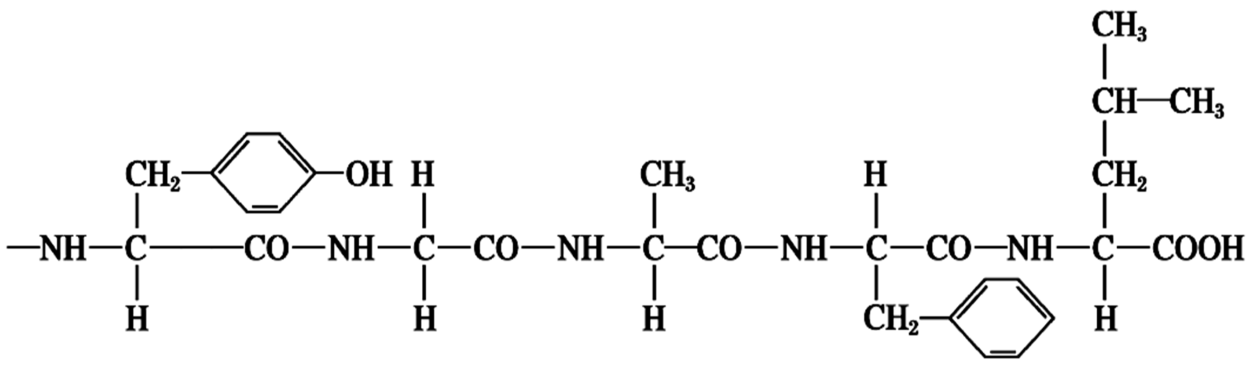 CH₃
CH—CH₃
CH₂—OH H CH₃ H CH₂
—NH—C—CO—NH—C—CO—NH—C—CO—NH—C—CO—NH—C—COOH
H H H CH₂— H